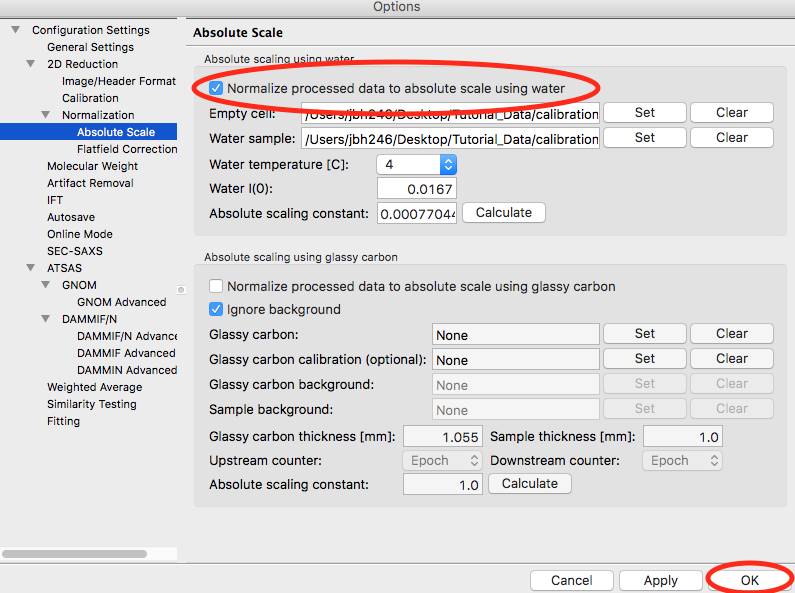 Options
Configuration Settings
General Settings
2D Reduction
Image/Header Format
Calibration
Normalization
Absolute Scale
Flatfield Correction
Molecular Weight
Artifact Removal
IFT
Autosave
Online Mode
SEC-SAXS
ATSAS
GNOM
GNOM Advanced
DAMMIF/N
DAMMIF/N Advance
DAMMIF Advanced
DAMMIN Advanced
Weighted Average
Similarity Testing
Fitting
Absolute Scale
Absolute scaling using water
Normalize processed data to absolute scale using water
Empty cell: /Users/jbh246/Desktop/Tutorial_Data/calibration Set Clear
Water sample: /Users/jbh246/Desktop/Tutorial_Data/calibration Set Clear
Water temperature [C]: 4
Water I(0): 0.0167
Absolute scaling constant: 0.00077044 Calculate
Absolute scaling using glassy carbon
Normalize processed data to absolute scale using glassy carbon
Ignore background
Glassy carbon: None Set Clear
Glassy carbon calibration (optional): None Set Clear
Glassy carbon background: None Set Clear
Sample background: None Set Clear
Glassy carbon thickness [mm]: 1.055 Sample thickness [mm]: 1.0
Upstream counter: Epoch Downstream counter: Epoch
Absolute scaling constant: 1.0 Calculate
Cancel Apply OK